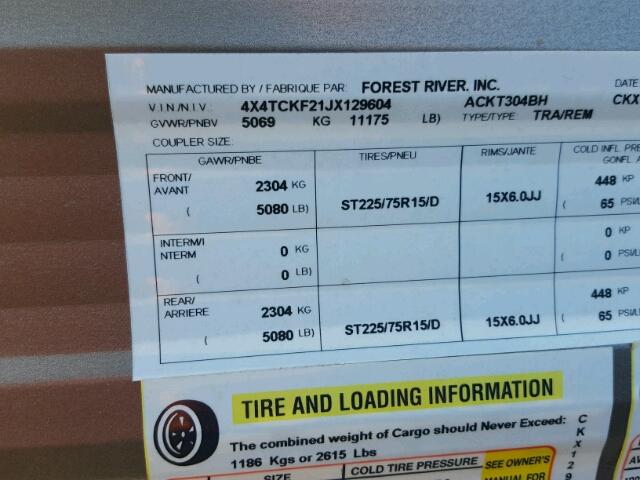 MANUFACTURED BY / FABRIQUE PAR: FOREST RIVER. INC. DATE
V.I.N./N.I.V.: 4X4TCKF21JX129604 ACKT304BH CKX
GVWR/PNBV 5069 KG 11175 LB) TYPE/TYPE TRA/REM
COUPLER SIZE:
GAWR/PNBE TIRES/PNEU RIMS/JANTE COLD INFL. PRE
GONFL. A
FRONT/
AVANT 2304 KG 448 KP
( 5080 LB) ST225/75R15/D 15X6.0JJ ( 65 PSI/L
INTERM/I
NTERM 0 KG 0 KP
( 0 LB) ( 0 PSI/L
REAR/
ARRIERE 2304 KG 448 KP
( 5080 LB) ST225/75R15/D 15X6.0JJ ( 65 PSI/L
TIRE AND LOADING INFORMATION
The combined weight of Cargo should Never Exceed:
1186 Kgs or 2615 Lbs
SIZE COLD TIRE PRESSURE SEE OWNER'S
MANUAL FOR
CKX129